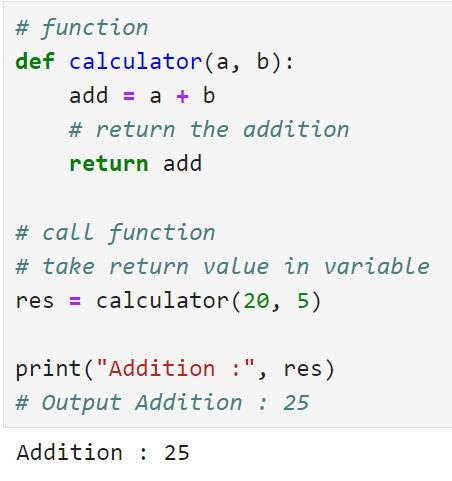 # function
def calculator(a, b):
    add = a + b
    # return the addition
    return add
# call function
# take return value in variable
res = calculator(20, 5)
print("Addition :", res)
# Output Addition : 25
Addition : 25